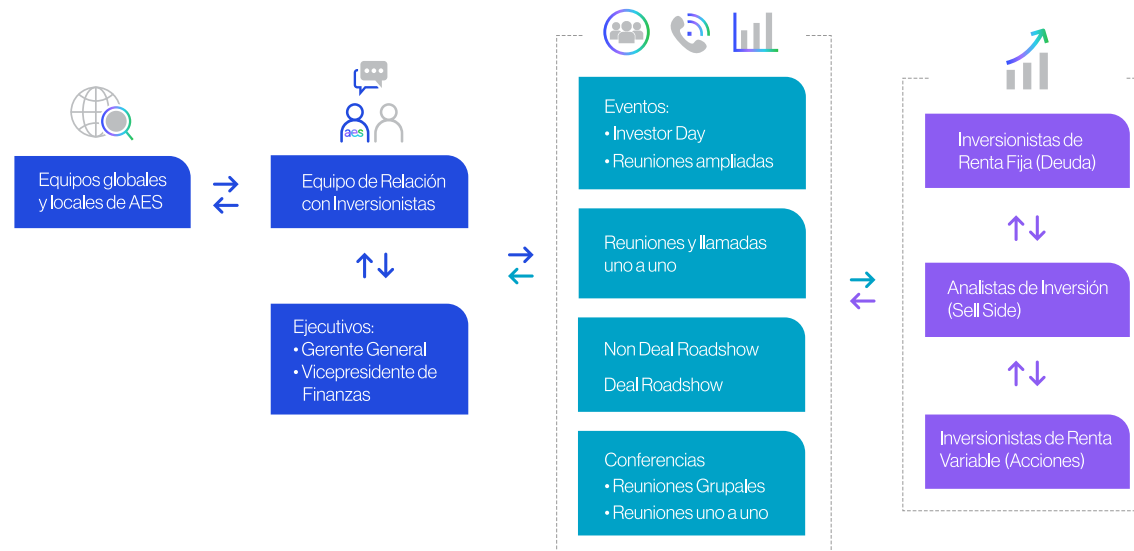 aes
Equipos globales
y locales de AES
Equipo de Relación
con Inversionistas
Ejecutivos:
• Gerente General
• Vicepresidente de
Finanzas
Eventos:
• Investor Day
• Reuniones ampliadas
Reuniones y llamadas
uno a uno
Non Deal Roadshow
Deal Roadshow
Conferencias
• Reuniones Grupales
• Reuniones uno a uno
Inversionistas de
Renta Fija (Deuda)
Analistas de Inversión
(Sell Side)
Inversionistas de Renta
Variable (Acciones)